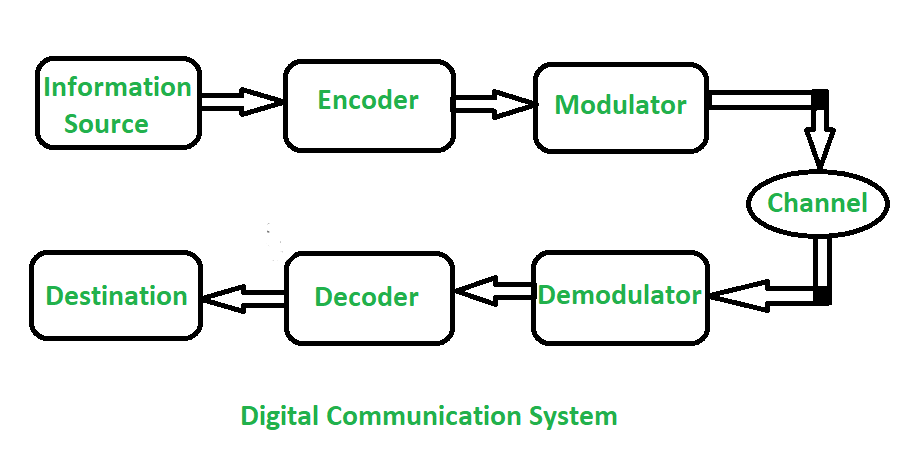 Information
Source
Encoder
Modulator
Channel
Demodulator
Decoder
Destination
Digital Communication System